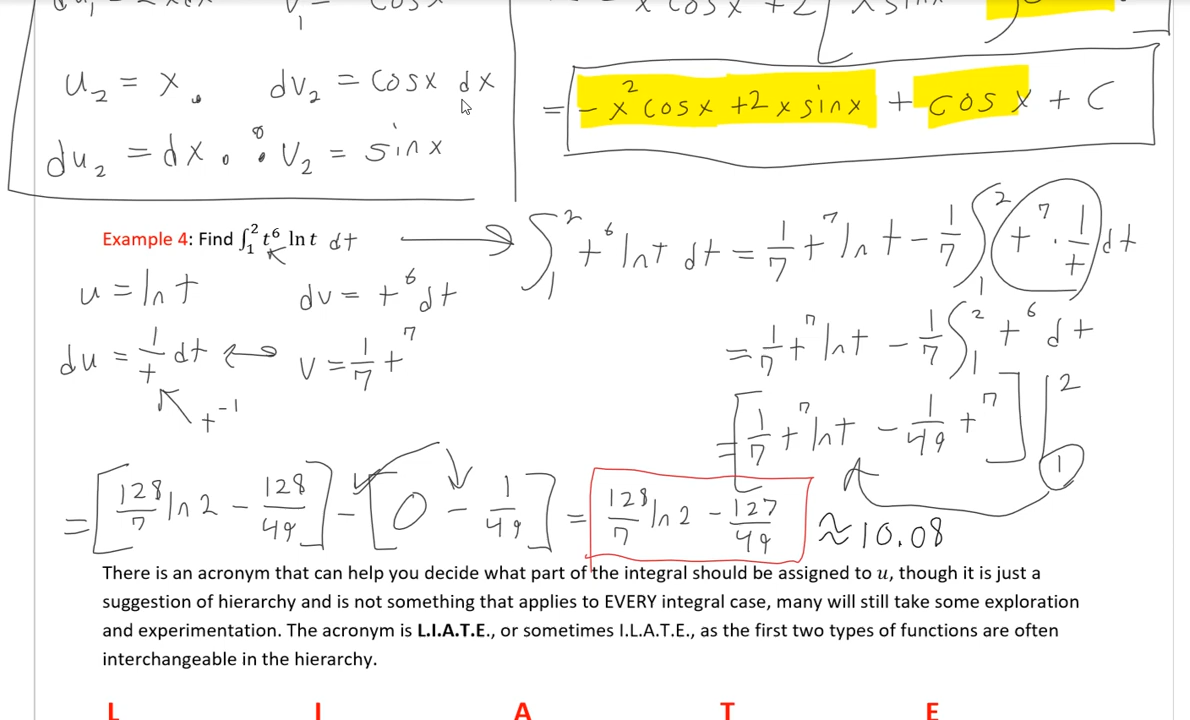 u₂ = x dv₂ = cosx dx
= - x² cosx + 2x sinx + cosx + C
du₂ = dx. V₂ = sinx
Example 4: Find ∫₁² t⁶ ln t dt → ∫₁² t⁶ lnt dt = 1/7 t⁷ ln t - 1/7 ∫₁² t⁷ · 1/t dt
u = ln t dv = t⁶ dt
= 1/7 t⁷ ln t - 1/7 ∫₁² t⁶ dt
du = 1/t dt ↔ v = 1/7 t⁷
t⁻¹
= [1/7 t⁷ ln t - 1/49 t⁷] |₁²
= [128/7 ln 2 - 128/49] - [0 - 1/49] = 128/7 ln 2 - 127/49 ≈ 10.08
There is an acronym that can help you decide what part of the integral should be assigned to u, though it is just a
suggestion of hierarchy and is not something that applies to EVERY integral case, many will still take some exploration
and experimentation. The acronym is L.I.A.T.E., or sometimes I.L.A.T.E., as the first two types of functions are often
interchangeable in the hierarchy.
L I A T E